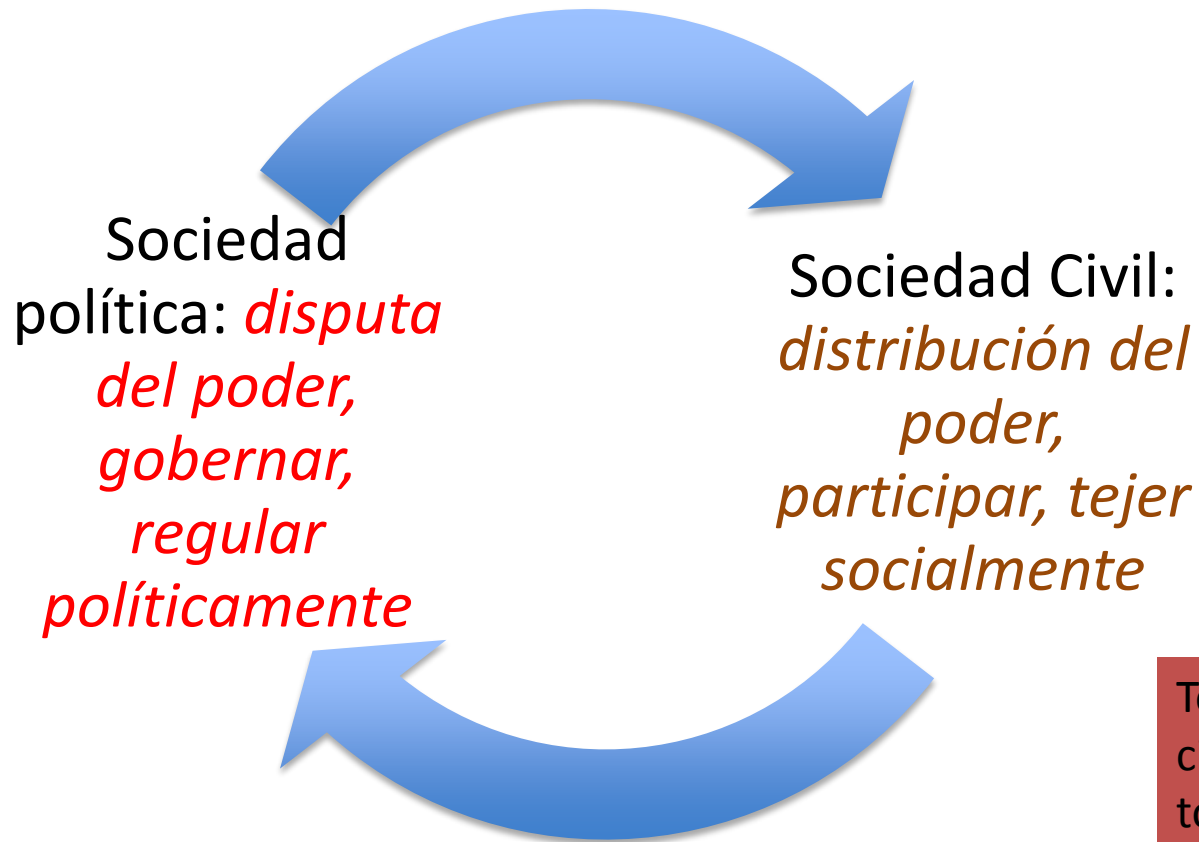 Sociedad
política: disputa
del poder,
gobernar,
regular
políticamente
Sociedad Civil:
distribución del
poder,
participar, tejer
socialmente